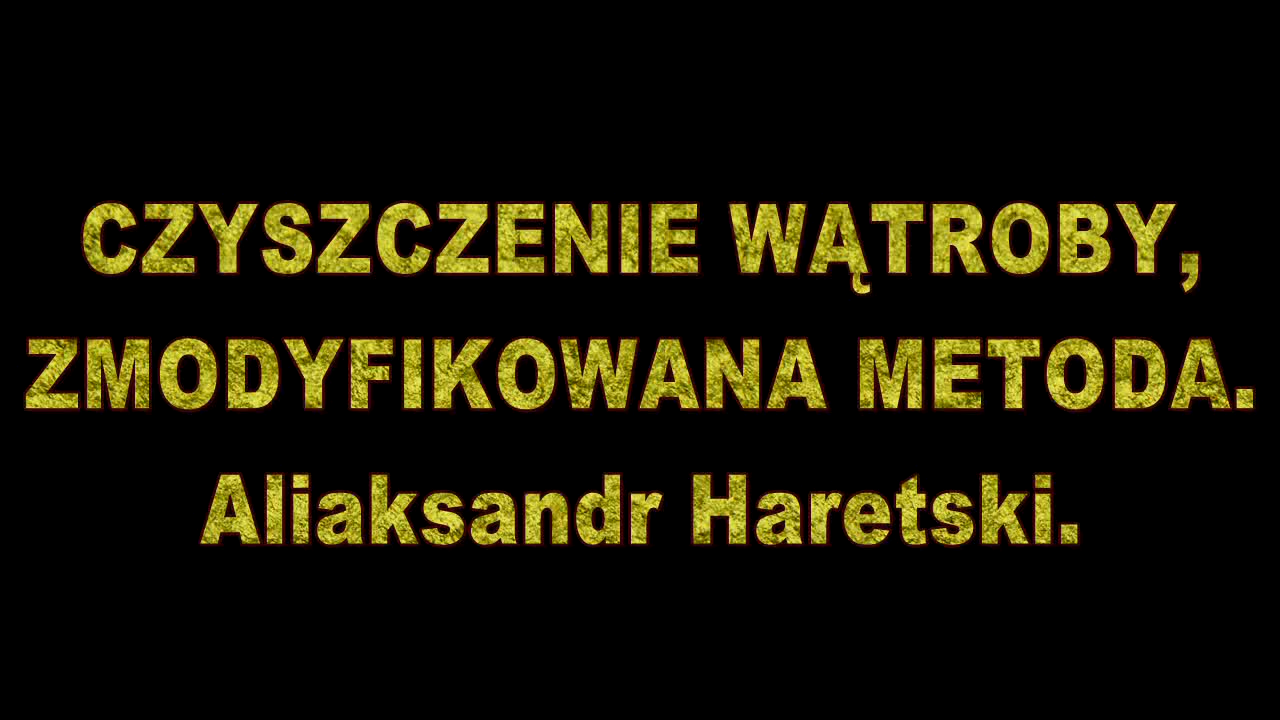 CZYSZCZENIE WĄTROBY,
ZMODYFIKOWANA METODA.
Aliaksandr Haretski.